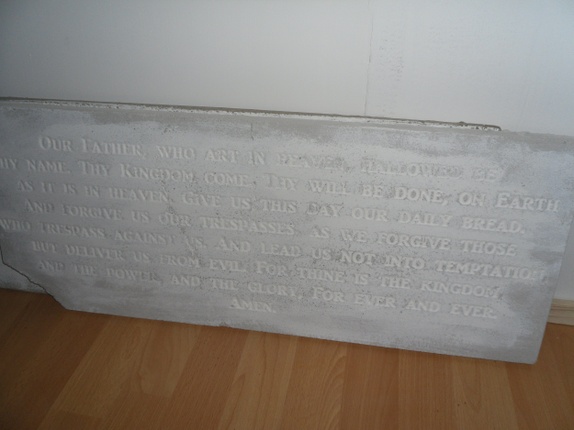 OUR FATHER, WHO ART IN HEAVEN, HALLOWED BE
MY NAME. THY KINGDOM COME. THY WILL BE DONE, ON EARTH
AS IT IS IN HEAVEN. GIVE US THIS DAY OUR DAILY BREAD.
AND FORGIVE US OUR TRESPASSES, AS WE FORGIVE THOSE
WHO TRESPASS AGAINST US. AND LEAD US NOT INTO TEMPTATION
BUT DELIVER US FROM EVIL. FOR THINE IS THE KINGDOM,
AND THE POWER, AND THE GLORY, FOR EVER AND EVER.
AMEN.